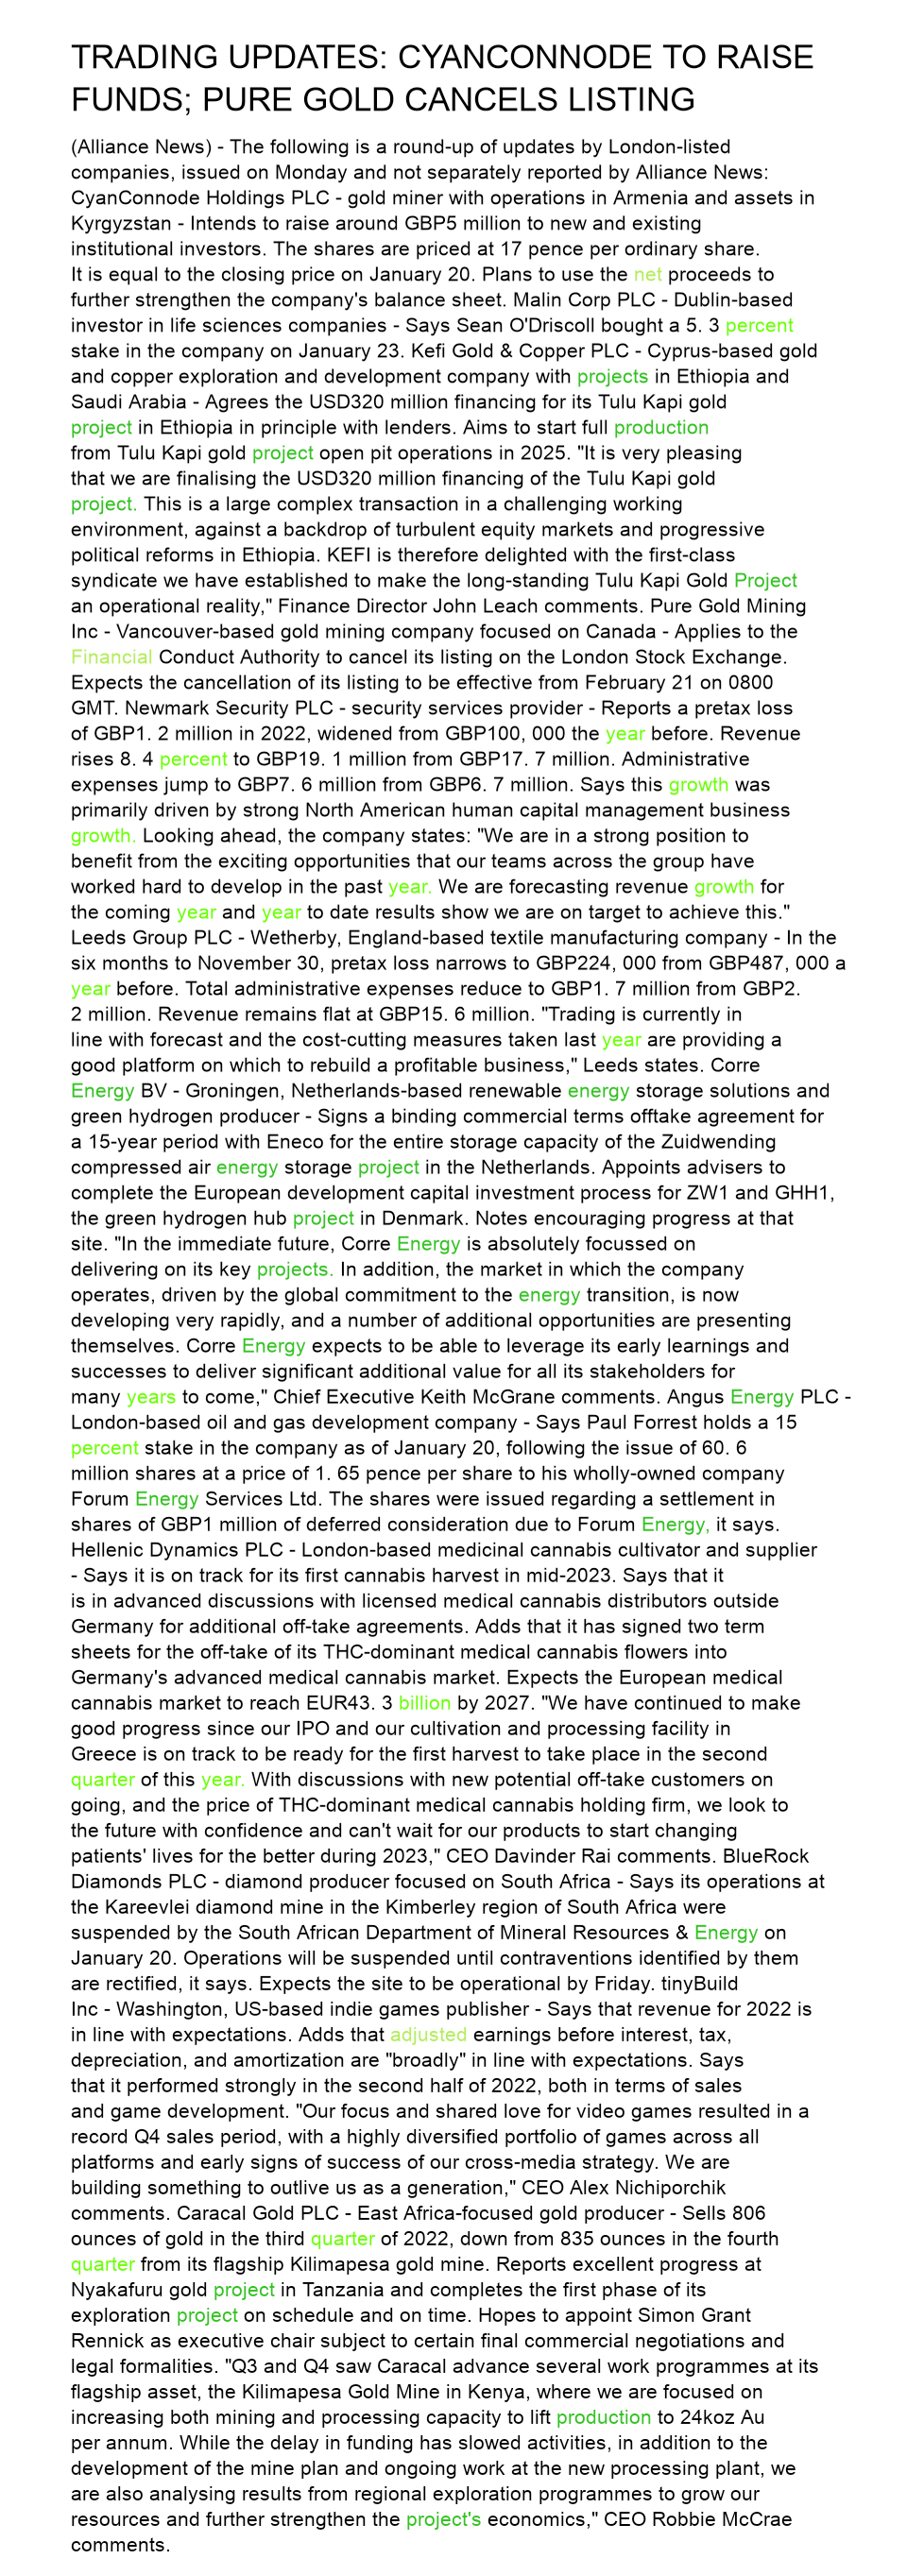 TRADING UPDATES: CYANCONNODE TO RAISE
FUNDS; PURE GOLD CANCELS LISTING
(Alliance News) - The following is a round-up of updates by London-listed
companies, issued on Monday and not separately reported by Alliance News:
CyanConnode Holdings PLC - gold miner with operations in Armenia and assets in
Kyrgyzstan - Intends to raise around GBP5 million to new and existing
institutional investors. The shares are priced at 17 pence per ordinary share.
It is equal to the closing price on January 20. Plans to use the net proceeds to
further strengthen the company's balance sheet. Malin Corp PLC - Dublin-based
investor in life sciences companies - Says Sean O'Driscoll bought a 5. 3 percent
stake in the company on January 23. Kefi Gold & Copper PLC - Cyprus-based gold
and copper exploration and development company with projects in Ethiopia and
Saudi Arabia - Agrees the USD320 million financing for its Tulu Kapi gold
project in Ethiopia in principle with lenders. Aims to start full production
from Tulu Kapi gold project open pit operations in 2025. "It is very pleasing
that we are finalising the USD320 million financing of the Tulu Kapi gold
project. This is a large complex transaction in a challenging working
environment, against a backdrop of turbulent equity markets and progressive
political reforms in Ethiopia. KEFI is therefore delighted with the first-class
syndicate we have established to make the long-standing Tulu Kapi Gold Project
an operational reality," Finance Director John Leach comments. Pure Gold Mining
Inc - Vancouver-based gold mining company focused on Canada - Applies to the
Financial Conduct Authority to cancel its listing on the London Stock Exchange.
Expects the cancellation of its listing to be effective from February 21 on 0800
GMT. Newmark Security PLC - security services provider - Reports a pretax loss
of GBP1. 2 million in 2022, widened from GBP100, 000 the year before. Revenue
rises 8. 4 percent to GBP19. 1 million from GBP17. 7 million. Administrative
expenses jump to GBP7. 6 million from GBP6. 7 million. Says this growth was
primarily driven by strong North American human capital management business
growth. Looking ahead, the company states: "We are in a strong position to
benefit from the exciting opportunities that our teams across the group have
worked hard to develop in the past year. We are forecasting revenue growth for
the coming year and year to date results show we are on target to achieve this."
Leeds Group PLC - Wetherby, England-based textile manufacturing company - In the
six months to November 30, pretax loss narrows to GBP224, 000 from GBP487, 000 a
year before. Total administrative expenses reduce to GBP1. 7 million from GBP2.
2 million. Revenue remains flat at GBP15. 6 million. "Trading is currently in
line with forecast and the cost-cutting measures taken last year are providing a
good platform on which to rebuild a profitable business," Leeds states. Corre
Energy BV - Groningen, Netherlands-based renewable energy storage solutions and
green hydrogen producer - Signs a binding commercial terms offtake agreement for
a 15-year period with Eneco for the entire storage capacity of the Zuidwending
compressed air energy storage project in the Netherlands. Appoints advisers to
complete the European development capital investment process for ZW1 and GHH1,
the green hydrogen hub project in Denmark. Notes encouraging progress at that
site. "In the immediate future, Corre Energy is absolutely focussed on
delivering on its key projects. In addition, the market in which the company
operates, driven by the global commitment to the energy transition, is now
developing very rapidly, and a number of additional opportunities are presenting
themselves. Corre Energy expects to be able to leverage its early learnings and
successes to deliver significant additional value for all its stakeholders for
many years to come," Chief Executive Keith McGrane comments. Angus Energy PLC -
London-based oil and gas development company - Says Paul Forrest holds a 15
percent stake in the company as of January 20, following the issue of 60. 6
million shares at a price of 1. 65 pence per share to his wholly-owned company
Forum Energy Services Ltd. The shares were issued regarding a settlement in
shares of GBP1 million of deferred consideration due to Forum Energy, it says.
Hellenic Dynamics PLC - London-based medicinal cannabis cultivator and supplier
- Says it is on track for its first cannabis harvest in mid-2023. Says that it
is in advanced discussions with licensed medical cannabis distributors outside
Germany for additional off-take agreements. Adds that it has signed two term
sheets for the off-take of its THC-dominant medical cannabis flowers into
Germany's advanced medical cannabis market. Expects the European medical
cannabis market to reach EUR43. 3 billion by 2027. "We have continued to make
good progress since our IPO and our cultivation and processing facility in
Greece is on track to be ready for the first harvest to take place in the second
quarter of this year. With discussions with new potential off-take customers on
going, and the price of THC-dominant medical cannabis holding firm, we look to
the future with confidence and can't wait for our products to start changing
patients' lives for the better during 2023," CEO Davinder Rai comments. BlueRock
Diamonds PLC - diamond producer focused on South Africa - Says its operations at
the Kareevlei diamond mine in the Kimberley region of South Africa were
suspended by the South African Department of Mineral Resources & Energy on
January 20. Operations will be suspended until contraventions identified by them
are rectified, it says. Expects the site to be operational by Friday. tinyBuild
Inc - Washington, US-based indie games publisher - Says that revenue for 2022 is
in line with expectations. Adds that adjusted earnings before interest, tax,
depreciation, and amortization are "broadly" in line with expectations. Says
that it performed strongly in the second half of 2022, both in terms of sales
and game development. "Our focus and shared love for video games resulted in a
record Q4 sales period, with a highly diversified portfolio of games across all
platforms and early signs of success of our cross-media strategy. We are
building something to outlive us as a generation," CEO Alex Nichiporchik
comments. Caracal Gold PLC - East Africa-focused gold producer - Sells 806
ounces of gold in the third quarter of 2022, down from 835 ounces in the fourth
quarter from its flagship Kilimapesa gold mine. Reports excellent progress at
Nyakafuru gold project in Tanzania and completes the first phase of its
exploration project on schedule and on time. Hopes to appoint Simon Grant
Rennick as executive chair subject to certain final commercial negotiations and
legal formalities. "Q3 and Q4 saw Caracal advance several work programmes at its
flagship asset, the Kilimapesa Gold Mine in Kenya, where we are focused on
increasing both mining and processing capacity to lift production to 24koz Au
per annum. While the delay in funding has slowed activities, in addition to the
development of the mine plan and ongoing work at the new processing plant, we
are also analysing results from regional exploration programmes to grow our
resources and further strengthen the project's economics," CEO Robbie McCrae
comments.